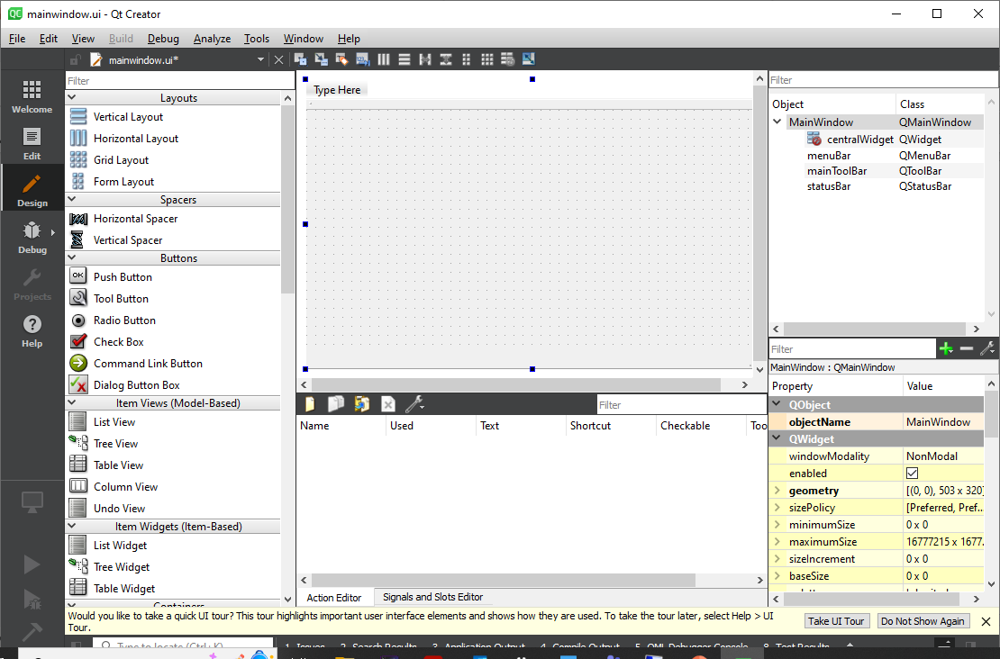 QC mainwindow.ui - Qt Creator
File Edit View Build Debug Analyze Tools Window Help
mainwindow.ui*
Welcome
Edit
Design
Debug
Projects
Help
Filter
Layouts
Vertical Layout
Horizontal Layout
Grid Layout
Form Layout
Spacers
Horizontal Spacer
Vertical Spacer
Buttons
OK Push Button
Tool Button
Radio Button
Check Box
Command Link Button
Dialog Button Box
Item Views (Model-Based)
List View
Tree View
Table View
Column View
Undo View
Item Widgets (Item-Based)
List Widget
Tree Widget
Table Widget
Containers
Type Here
Filter
Name Used Text Shortcut Checkable Too
Action Editor Signals and Slots Editor
Filter
Object Class
MainWindow QMainWindow
centralWidget QWidget
menuBar QMenuBar
mainToolBar QToolBar
statusBar QStatusBar
Filter
MainWindow : QMainWindow
Property Value
QObject
objectName MainWindow
QWidget
windowModality NonModal
enabled
geometry [(0, 0), 503 x 320]
sizePolicy [Preferred, Pref...
minimumSize 0 x 0
maximumSize 16777215 x 1677...
sizeIncrement 0 x 0
baseSize 0 x 0
Would you like to take a quick UI tour? This tour highlights important user interface elements and shows how they are used. To take the tour later, select Help > UI
Tour.
Take UI Tour Do Not Show Again
Type to locate (Ctrl+K)
1 Issues 2 Search Results 3 Application Output 4 Compile Output 5 QML Debugger Console 8 Test Results